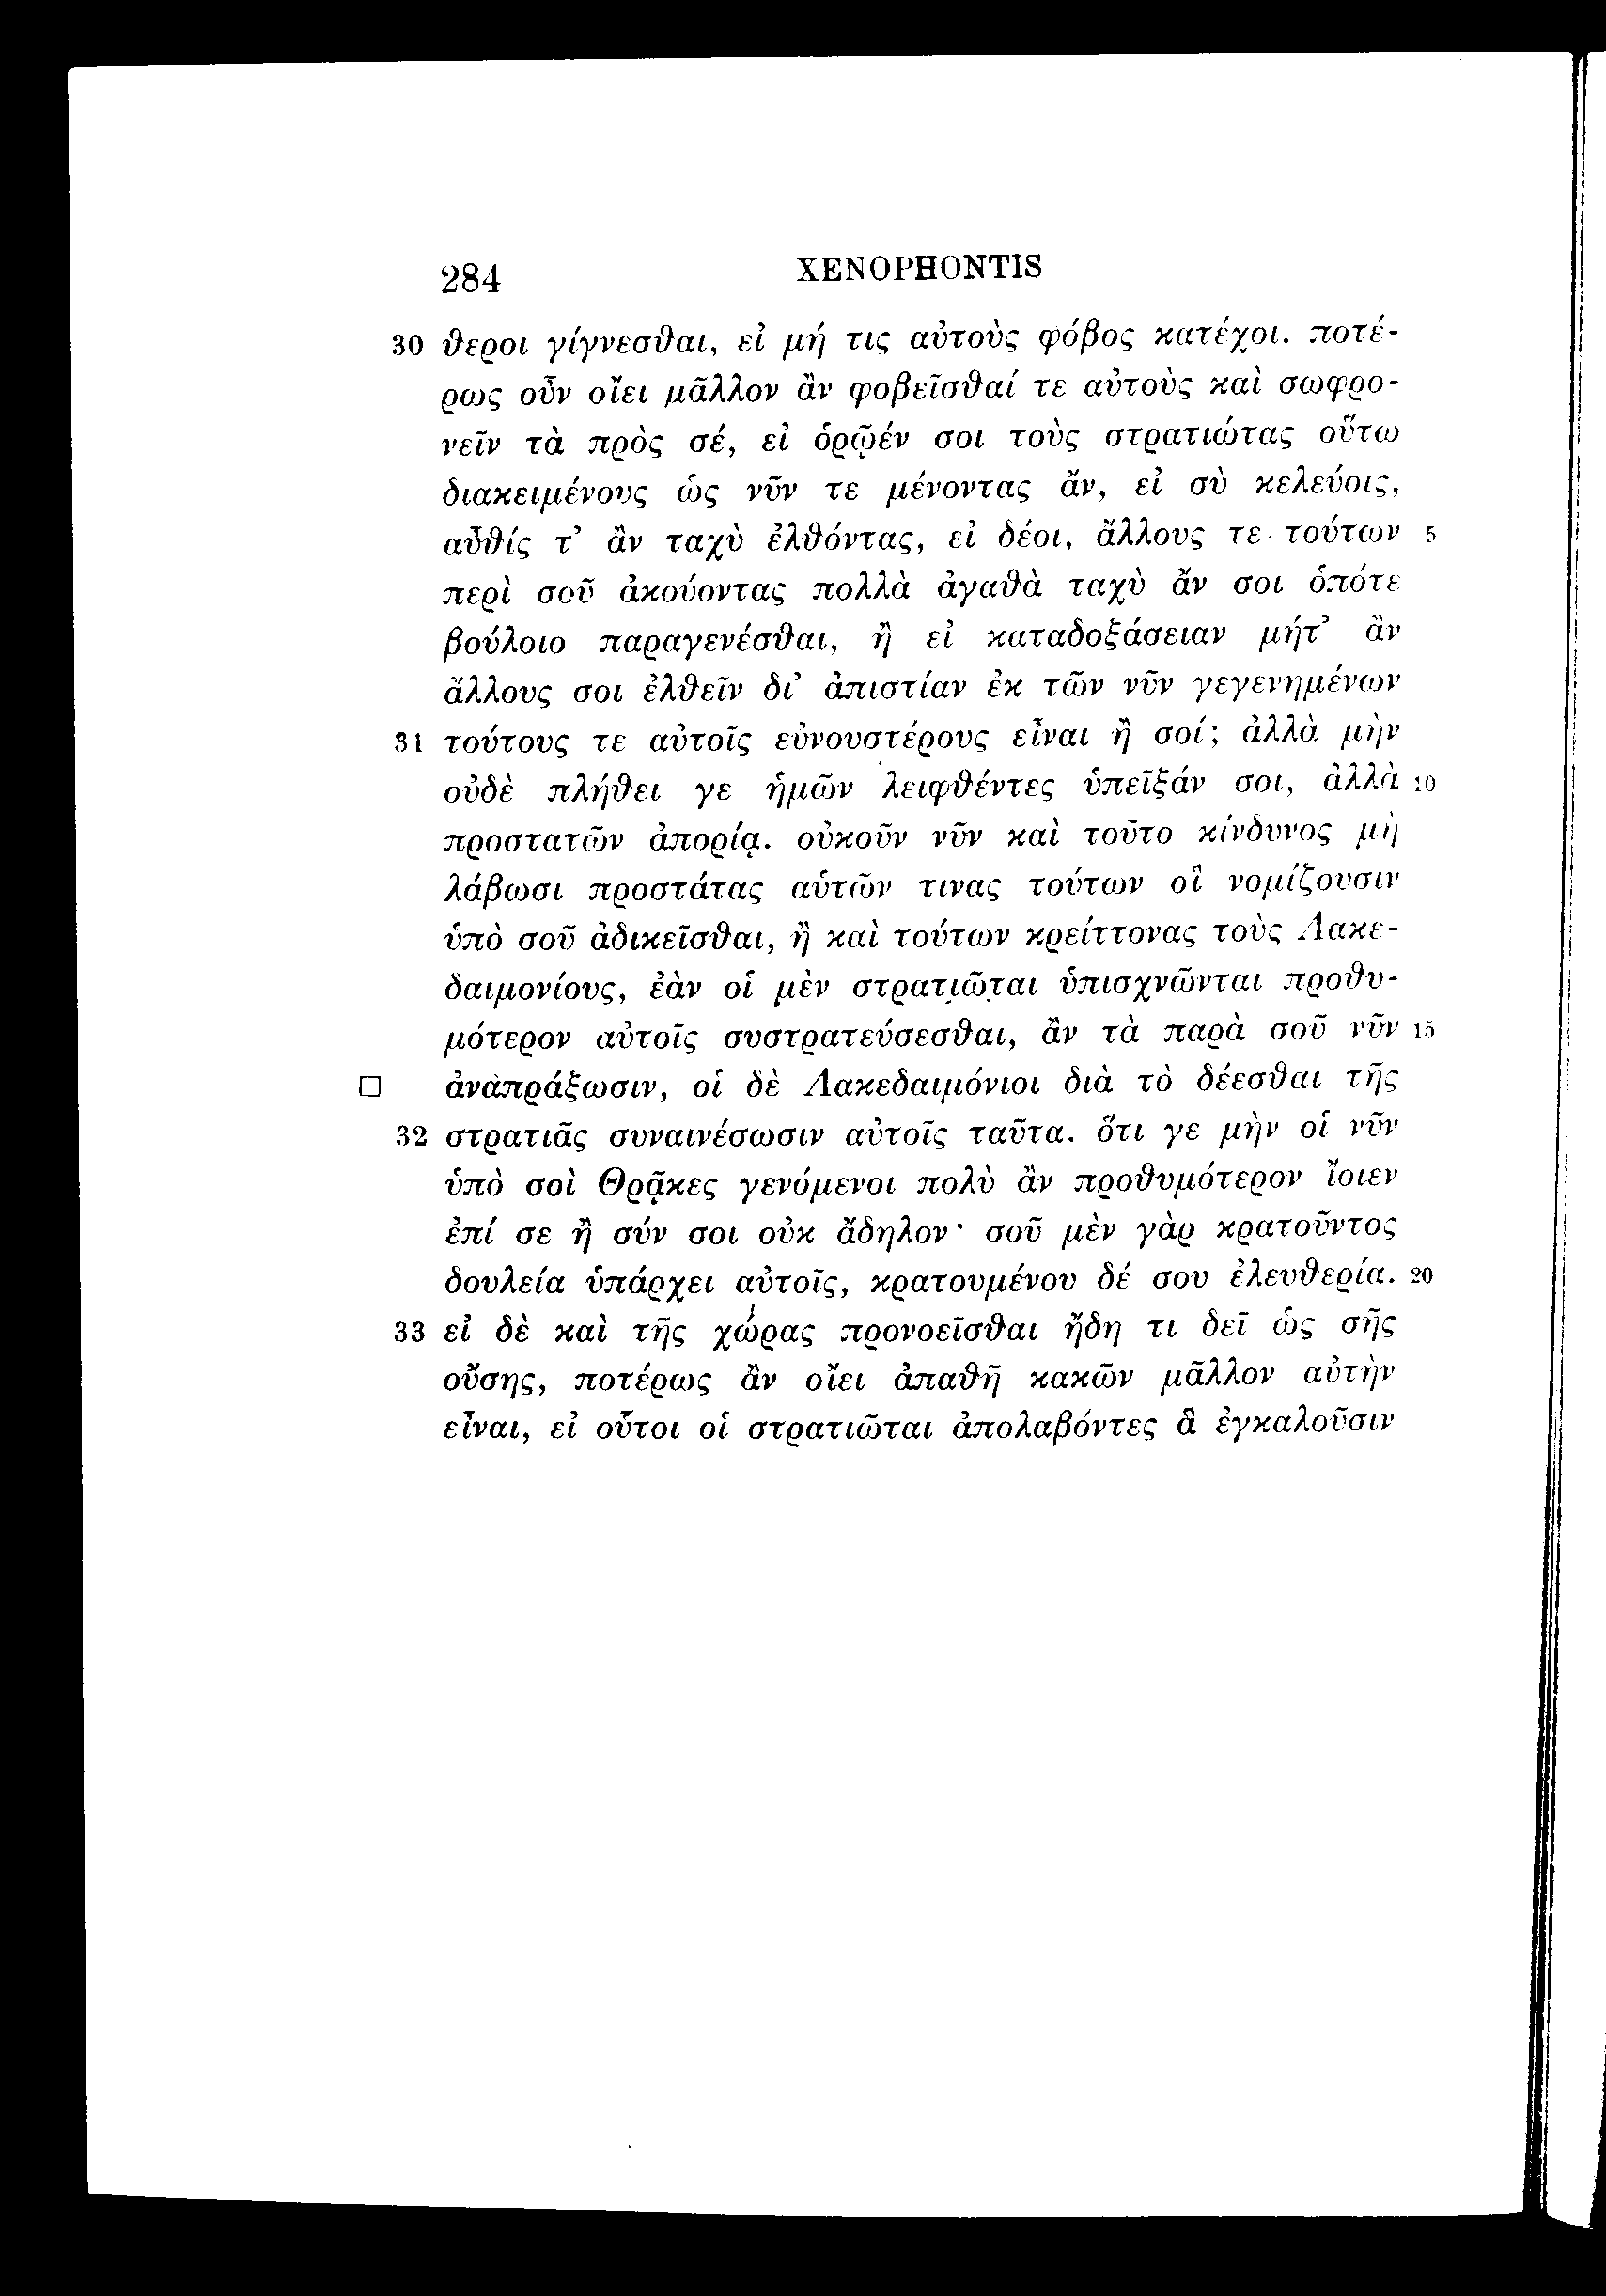 284 XENOPHONTIS
30 θεροι γίγνεσθαι, εἰ μή τις αὐτοὺς φόβος κατέχοι. ποτέ-
ρως οὖν οἴει μᾶλλον ἂν φοβεῖσθαί τε αὐτοὺς καὶ σωφρο-
νεῖν τὰ πρὸς σέ, εἰ ὁρῷέν σοι τοὺς στρατιώτας οὕτω
διακειμένους ὡς νῦν τε μένοντας ἄν, εἰ σὺ κελεύοις,
αὖθίς τ’ ἂν ταχὺ ἐλθόντας, εἰ δέοι, ἄλλους τε τούτων 5
περὶ σοῦ ἀκούοντας πολλὰ ἀγαθὰ ταχὺ ἄν σοι ὁπότε
βούλοιο παραγενέσθαι, ἢ εἰ καταδοξάσειαν μήτ’ ἂν
ἄλλους σοι ἐλθεῖν δι’ ἀπιστίαν ἐκ τῶν νῦν γεγενημένων
31 τούτους τε αὐτοῖς εὐνουστέρους εἶναι ἢ σοί; ἀλλὰ μὴν
οὐδὲ πλήθει γε ἡμῶν λειφθέντες ὑπεῖξάν σοι, ἀλλὰ 10
προστατῶν ἀπορίᾳ. οὐκοῦν νῦν καὶ τοῦτο κίνδυνος μὴ
λάβωσι προστάτας αὑτῶν τινας τούτων οἳ νομίζουσιν
ὑπὸ σοῦ ἀδικεῖσθαι, ἢ καὶ τούτων κρείττονας τοὺς Λακε-
δαιμονίους, ἐὰν οἱ μὲν στρατιῶται ὑπισχνῶνται προθυ-
μότερον αὐτοῖς συστρατεύσεσθαι, ἂν τὰ παρὰ σοῦ νῦν 15
ἀναπράξωσιν, οἱ δὲ Λακεδαιμόνιοι διὰ τὸ δέεσθαι τῆς
32 στρατιᾶς συναινέσωσιν αὐτοῖς ταῦτα. ὅτι γε μὴν οἱ νῦν
ὑπὸ σοὶ Θρᾷκες γενόμενοι πολὺ ἂν προθυμότερον ἴοιεν
ἐπί σε ἢ σύν σοι οὐκ ἄδηλον· σοῦ μὲν γὰρ κρατοῦντος
δουλεία ὑπάρχει αὐτοῖς, κρατουμένου δέ σου ἐλευθερία. 20
33 εἰ δὲ καὶ τῆς χώρας προνοεῖσθαι ἤδη τι δεῖ ὡς σῆς
οὔσης, ποτέρως ἂν οἴει ἀπαθῆ κακῶν μᾶλλον αὐτὴν
εἶναι, εἰ οὗτοι οἱ στρατιῶται ἀπολαβόντες ἃ ἐγκαλοῦσιν